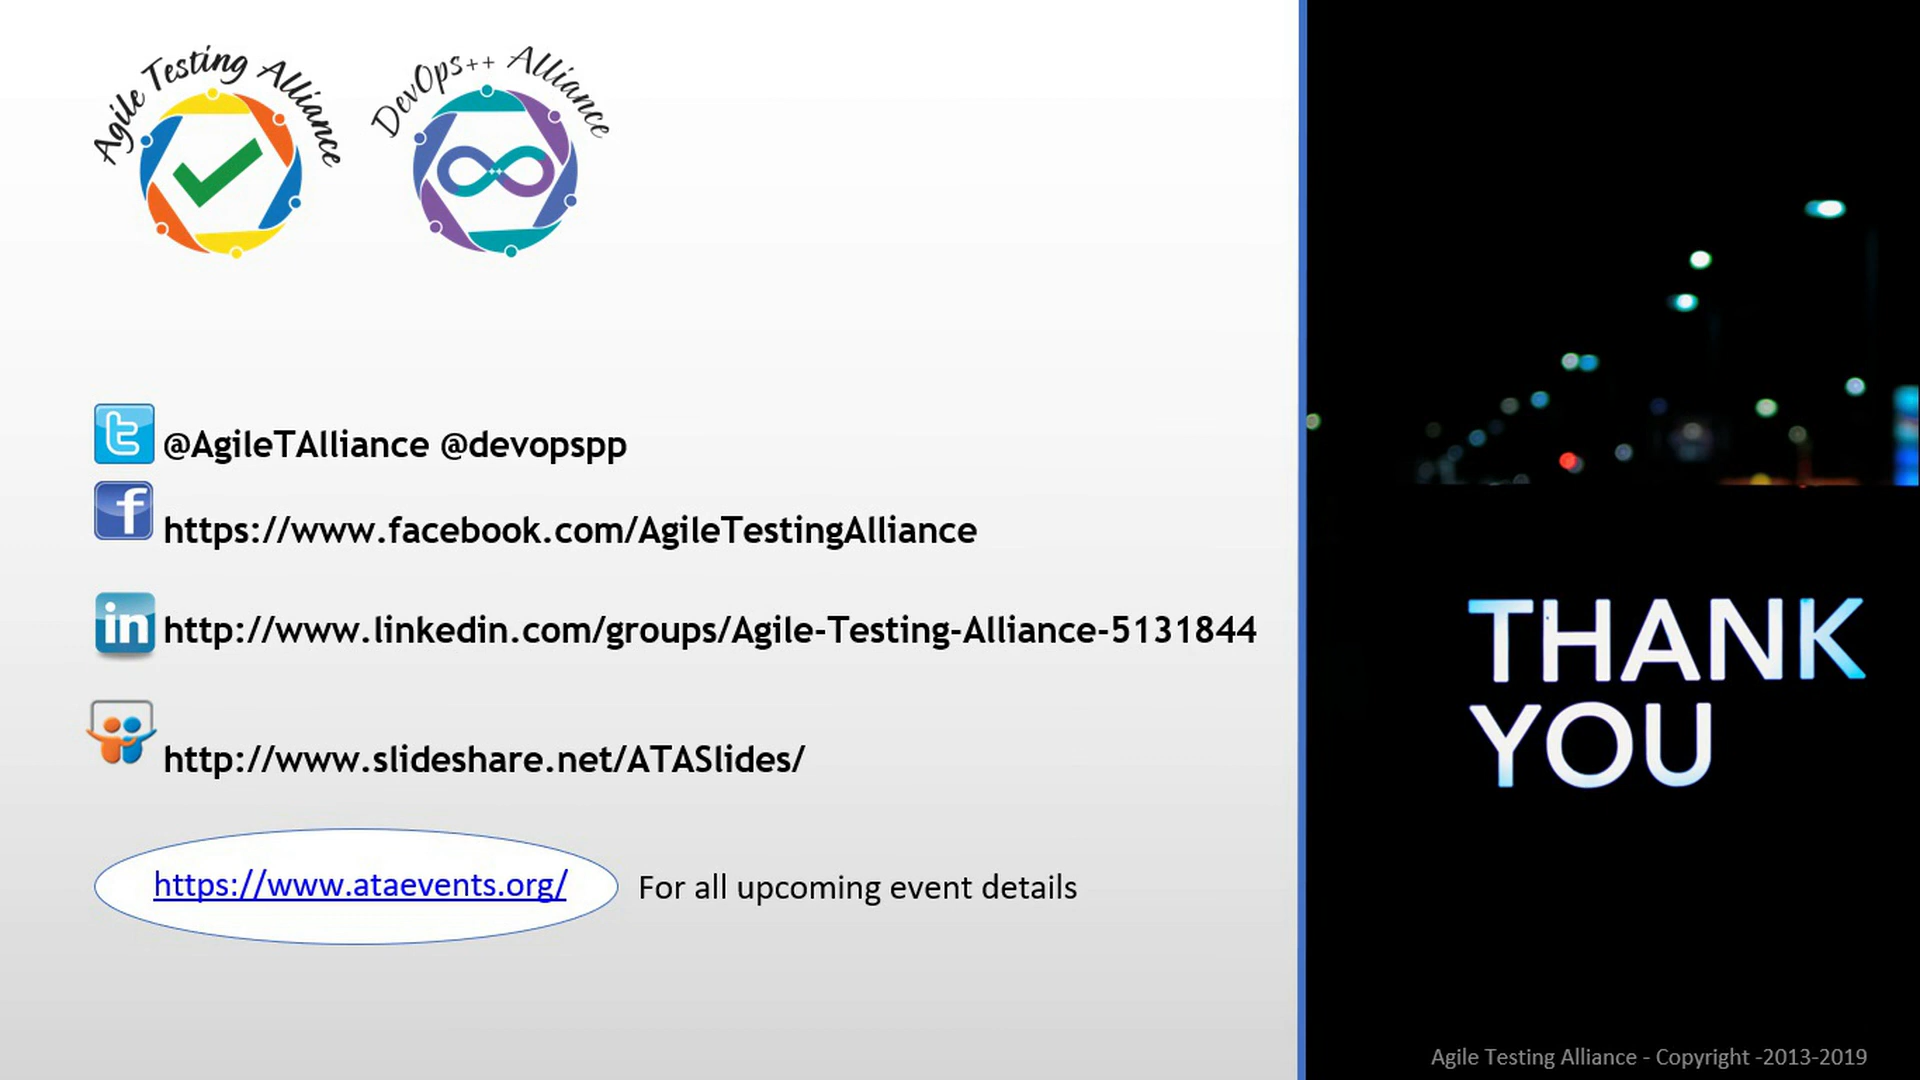 Agile Testing Alliance
DevOps++ Alliance
@AgileTAlliance @devopspp
https://www.facebook.com/AgileTestingAlliance
in http://www.linkedin.com/groups/Agile-Testing-Alliance-5131844
http://www.slideshare.net/ATASlides/
https://www.ataevents.org/ For all upcoming event details
THANK
YOU
Agile Testing Alliance - Copyright -2013-2019